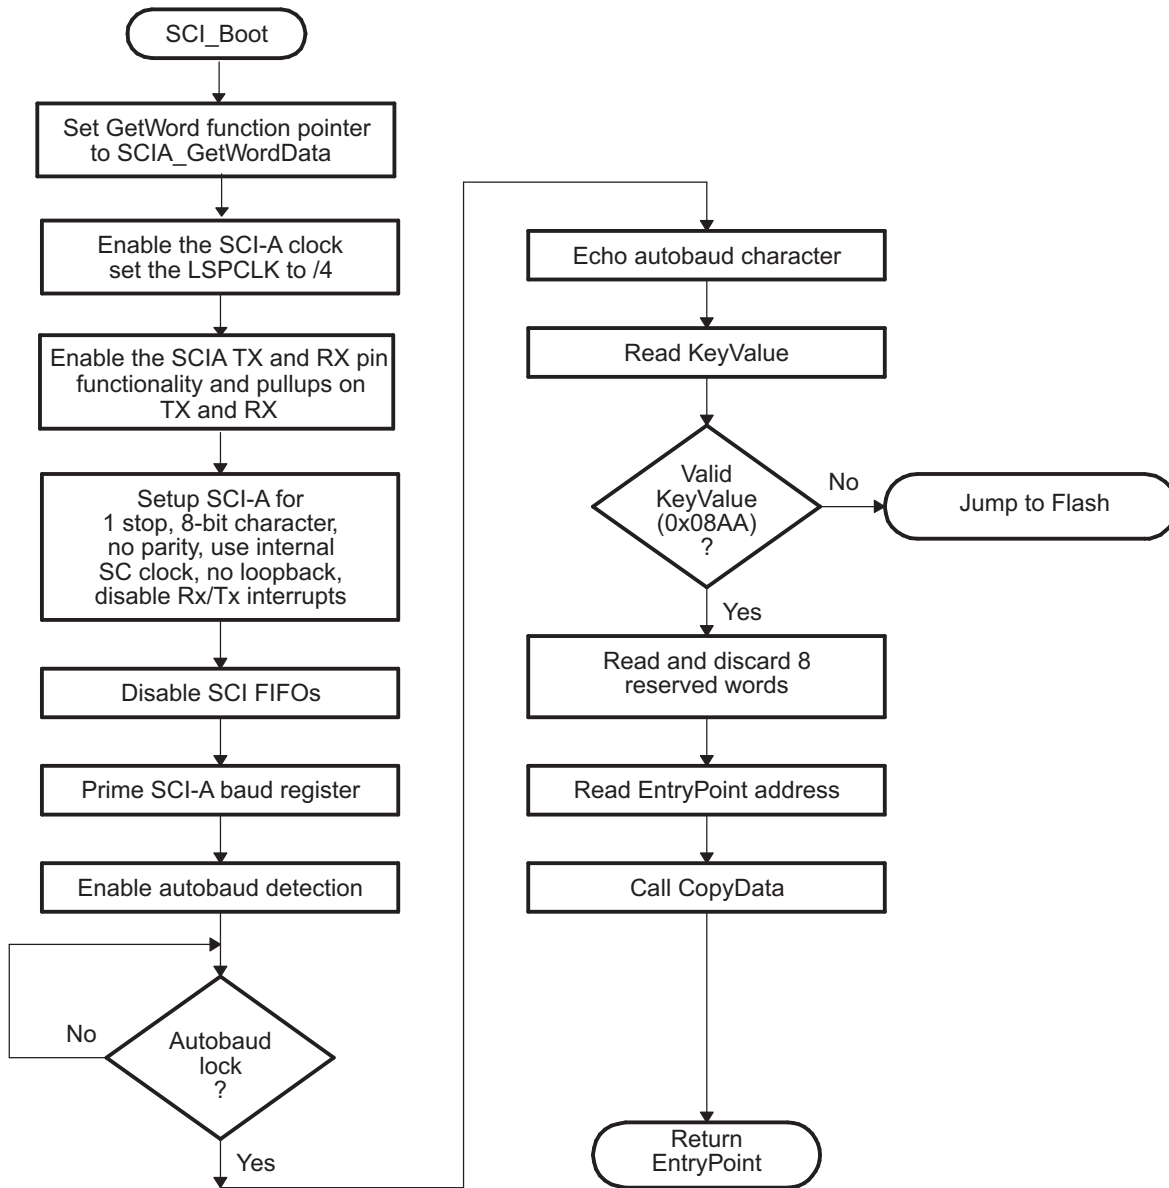 SCI_Boot
Set GetWord function pointer
to SCIA_GetWordData
Enable the SCI-A clock
set the LSPCLK to /4
Enable the SCIA TX and RX pin
functionality and pullups on
TX and RX
Setup SCI-A for
1 stop, 8-bit character,
no parity, use internal
SC clock, no loopback,
disable Rx/Tx interrupts
Disable SCI FIFOs
Prime SCI-A baud register
Enable autobaud detection
No
Autobaud
lock
?
Yes
Echo autobaud character
Read KeyValue
Valid
KeyValue
(0x08AA)
?
No
Jump to Flash
Yes
Read and discard 8
reserved words
Read EntryPoint address
Call CopyData
Return
EntryPoint